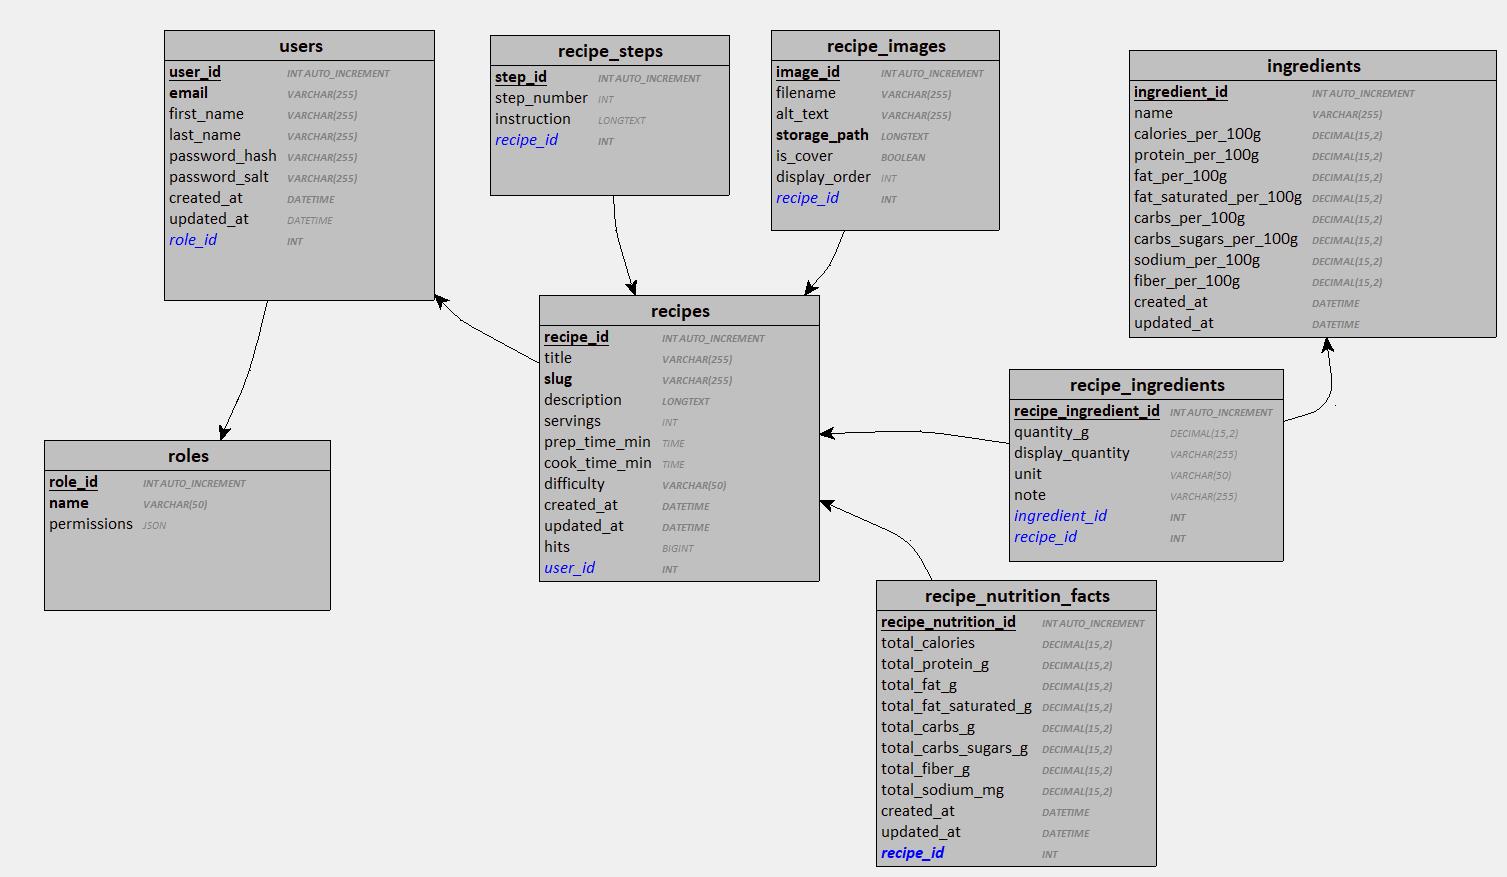 users
user_id INT AUTO_INCREMENT
email VARCHAR(255)
first_name VARCHAR(255)
last_name VARCHAR(255)
password_hash VARCHAR(255)
password_salt VARCHAR(255)
created_at DATETIME
updated_at DATETIME
role_id INT
recipe_steps
step_id INT AUTO_INCREMENT
step_number INT
instruction LONGTEXT
recipe_id INT
recipe_images
image_id INT AUTO_INCREMENT
filename VARCHAR(255)
alt_text VARCHAR(255)
storage_path LONGTEXT
is_cover BOOLEAN
display_order INT
recipe_id INT
ingredients
ingredient_id INT AUTO_INCREMENT
name VARCHAR(255)
calories_per_100g DECIMAL(15,2)
protein_per_100g DECIMAL(15,2)
fat_per_100g DECIMAL(15,2)
fat_saturated_per_100g DECIMAL(15,2)
carbs_per_100g DECIMAL(15,2)
carbs_sugars_per_100g DECIMAL(15,2)
sodium_per_100g DECIMAL(15,2)
fiber_per_100g DECIMAL(15,2)
created_at DATETIME
updated_at DATETIME
recipes
recipe_id INT AUTO_INCREMENT
title VARCHAR(255)
slug VARCHAR(255)
description LONGTEXT
servings INT
prep_time_min TIME
cook_time_min TIME
difficulty VARCHAR(50)
created_at DATETIME
updated_at DATETIME
hits BIGINT
user_id INT
recipe_ingredients
recipe_ingredient_id INT AUTO_INCREMENT
quantity_g DECIMAL(15,2)
display_quantity VARCHAR(255)
unit VARCHAR(50)
note VARCHAR(255)
ingredient_id INT
recipe_id INT
roles
role_id INT AUTO_INCREMENT
name VARCHAR(50)
permissions JSON
recipe_nutrition_facts
recipe_nutrition_id INT AUTO_INCREMENT
total_calories DECIMAL(15,2)
total_protein_g DECIMAL(15,2)
total_fat_g DECIMAL(15,2)
total_fat_saturated_g DECIMAL(15,2)
total_carbs_g DECIMAL(15,2)
total_carbs_sugars_g DECIMAL(15,2)
total_fiber_g DECIMAL(15,2)
total_sodium_mg DECIMAL(15,2)
created_at DATETIME
updated_at DATETIME
recipe_id INT